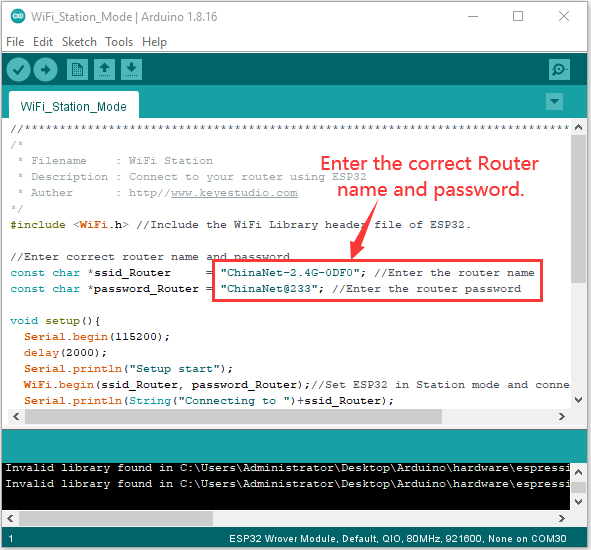 WiFi_Station_Mode | Arduino 1.8.16
File Edit Sketch Tools Help
WiFi_Station_Mode
//******************************************************************************
/*
 * Filename    : WiFi Station
 * Description : Connect to your router using ESP32
 * Auther      : http//www.keyestudio.com
*/
Enter the correct Router
name and password.
#include <WiFi.h> //Include the WiFi Library header file of ESP32.
//Enter correct router name and password
const char *ssid_Router     = "ChinaNet-2.4G-0DF0"; //Enter the router name
const char *password_Router = "ChinaNet@233"; //Enter the router password
void setup(){
  Serial.begin(115200);
  delay(2000);
  Serial.println("Setup start");
  WiFi.begin(ssid_Router, password_Router);//Set ESP32 in Station mode and conne
  Serial.println(String("Connecting to ")+ssid_Router);
Invalid library found in C:\Users\Administrator\Desktop\Arduino\hardware\espressi
Invalid library found in C:\Users\Administrator\Desktop\Arduino\hardware\espressi
1 ESP32 Wrover Module, Default, QIO, 80MHz, 921600, None on COM30